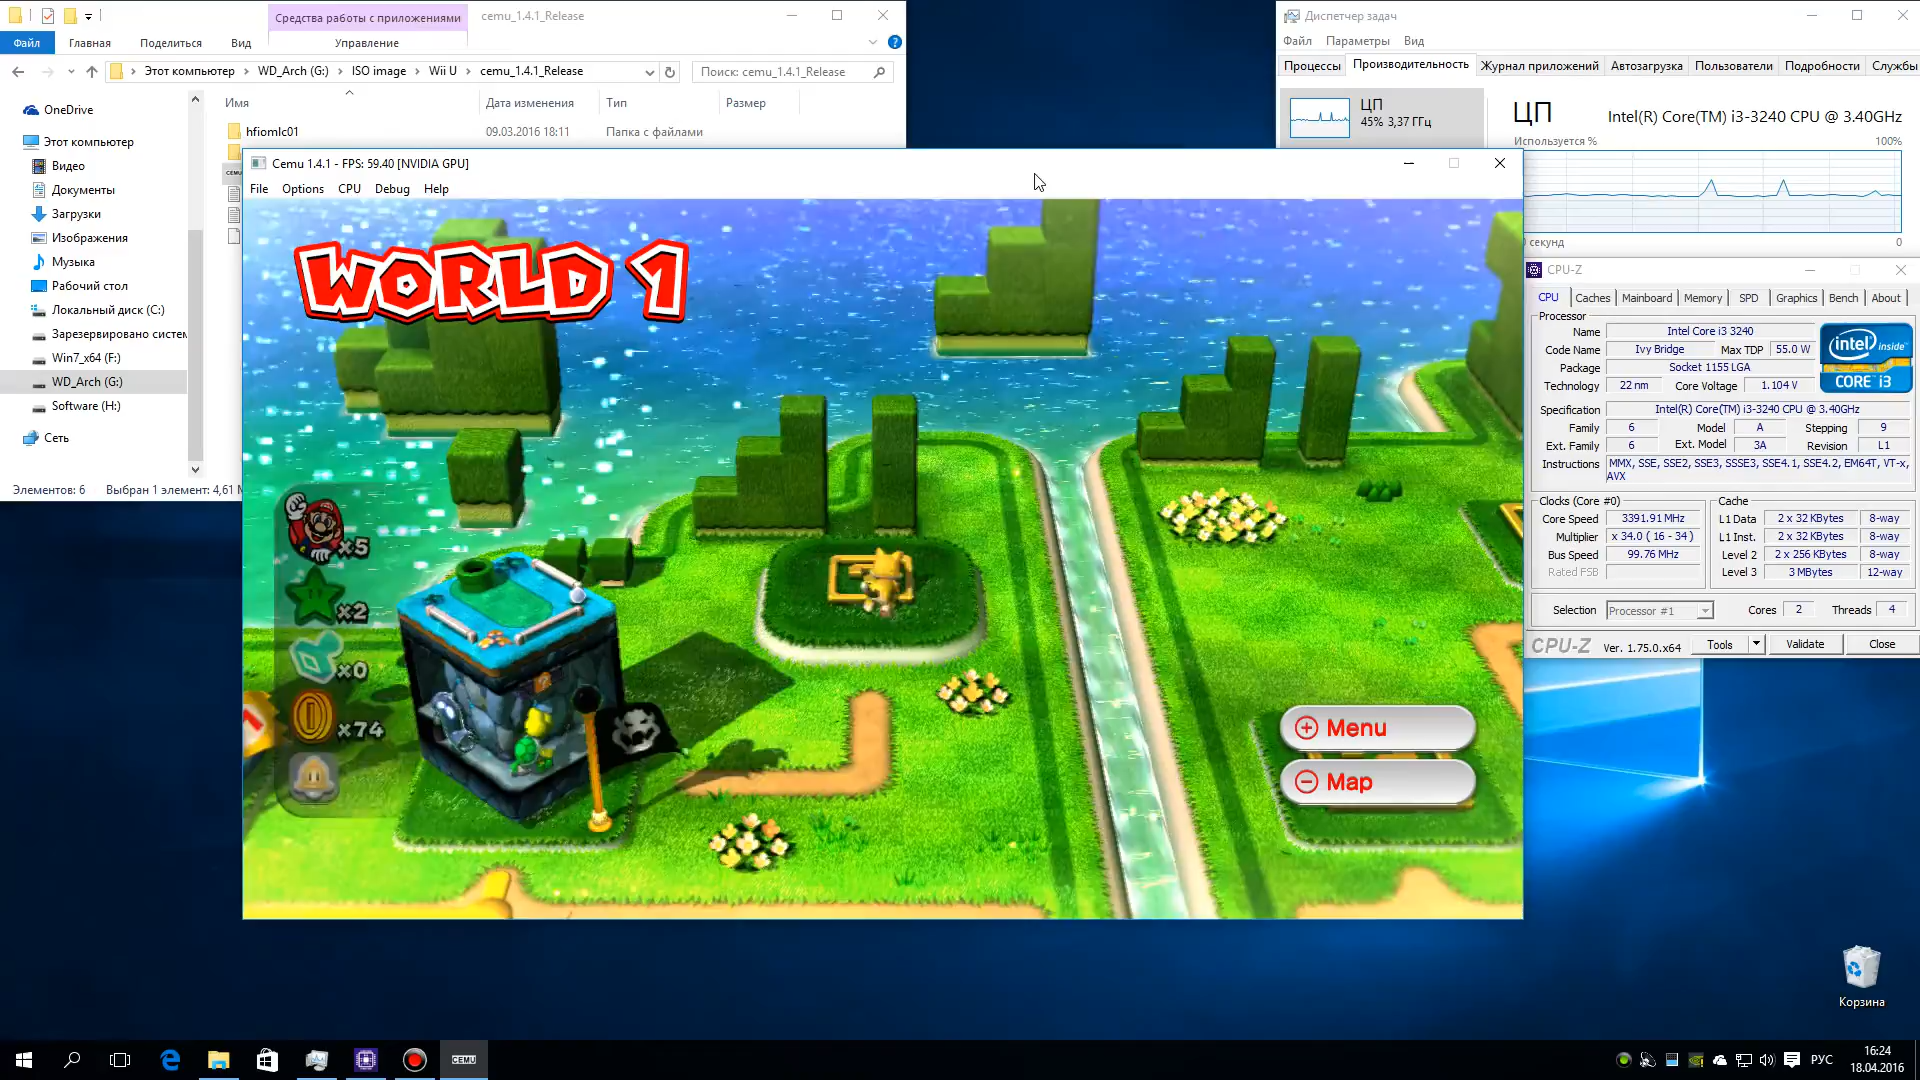 Средства работы с приложениями
cemu_1.4.1_Release
Файл
Главная
Поделиться
Вид
Управление
Этот компьютер
WD_Arch (G:)
ISO image
Wii U
cemu_1.4.1_Release
Поиск: cemu_1.4.1_Release
Имя
Дата изменения
Тип
Размер
hfiomlc01
09.03.2016 18:11
Папка с файлами
OneDrive
Этот компьютер
Видео
Документы
Загрузки
Изображения
Музыка
Рабочий стол
Локальный диск (C:)
Зарезервировано систем
Win7_x64 (F:)
WD_Arch (G:)
Software (H:)
Сеть
Элементов: 6
Выбран 1 элемент: 4,61 М
Диспетчер задач
Файл
Параметры
Вид
Процессы
Производительность
Журнал приложений
Автозагрузка
Пользователи
Подробности
Службы
ЦП
45% 3,37 ГГц
ЦП
Intel(R) Core(TM) i3-3240 CPU @ 3.40GHz
Используется %
100%
секунд
0
Cemu 1.4.1 - FPS: 59.40 [NVIDIA GPU]
File
Options
CPU
Debug
Help
WORLD 1
x5
x2
x0
x74
Menu
Map
CPU-Z
CPU
Caches
Mainboard
Memory
SPD
Graphics
Bench
About
Processor
Name
Intel Core i3 3240
Code Name
Ivy Bridge
Max TDP
55.0 W
Package
Socket 1155 LGA
Technology
22 nm
Core Voltage
1.104 V
intel inside
CORE i3
Specification
Intel(R) Core(TM) i3-3240 CPU @ 3.40GHz
Family
6
Model
A
Stepping
9
Ext. Family
6
Ext. Model
3A
Revision
L1
Instructions
MMX, SSE, SSE2, SSE3, SSSE3, SSE4.1, SSE4.2, EM64T, VT-x,
AVX
Clocks (Core #0)
Core Speed
3391.91 MHz
Multiplier
x 34.0 ( 16 - 34 )
Bus Speed
99.76 MHz
Rated FSB
Cache
L1 Data
2 x 32 KBytes
8-way
L1 Inst.
2 x 32 KBytes
8-way
Level 2
2 x 256 KBytes
8-way
Level 3
3 MBytes
12-way
Selection
Processor #1
Cores
2
Threads
4
CPU-Z
Ver. 1.75.0.x64
Tools
Validate
Close
Корзина
CEMU
РУС
16:24
18.04.2016